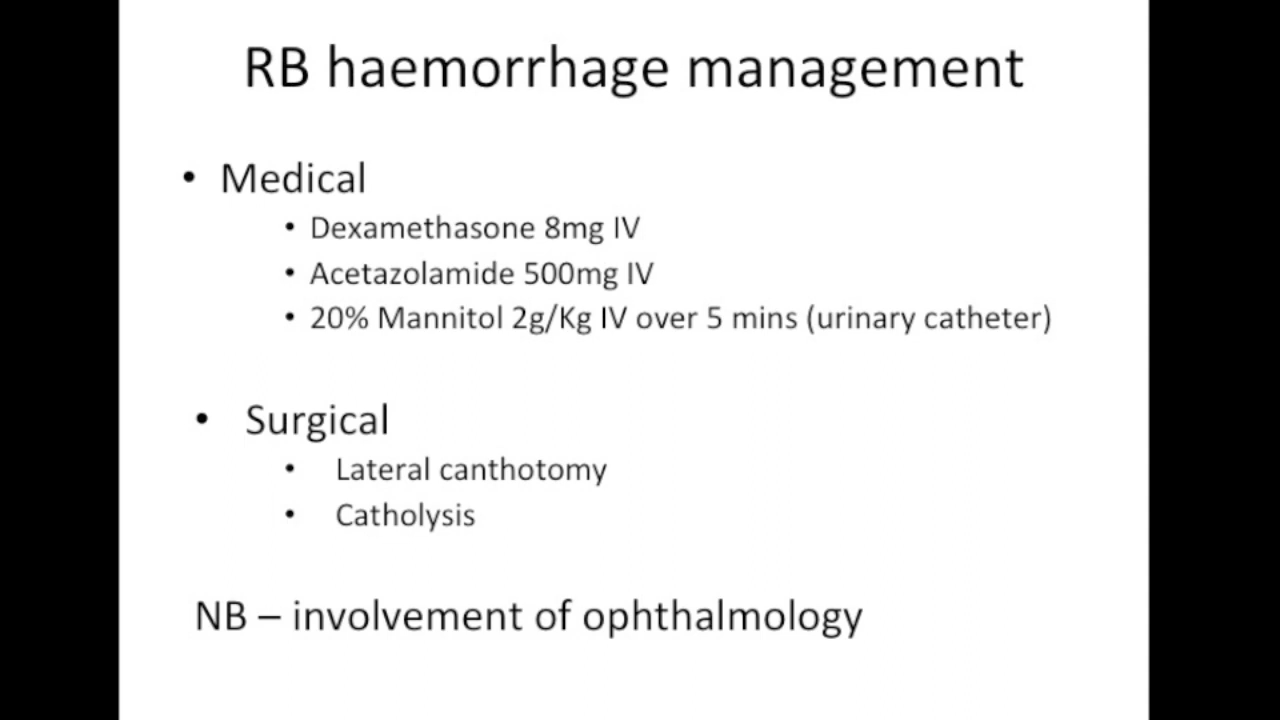 RB haemorrhage management
• Medical
• Dexamethasone 8mg IV
• Acetazolamide 500mg IV
• 20% Mannitol 2g/Kg IV over 5 mins (urinary catheter)
• Surgical
• Lateral canthotomy
• Catholysis
NB – involvement of ophthalmology